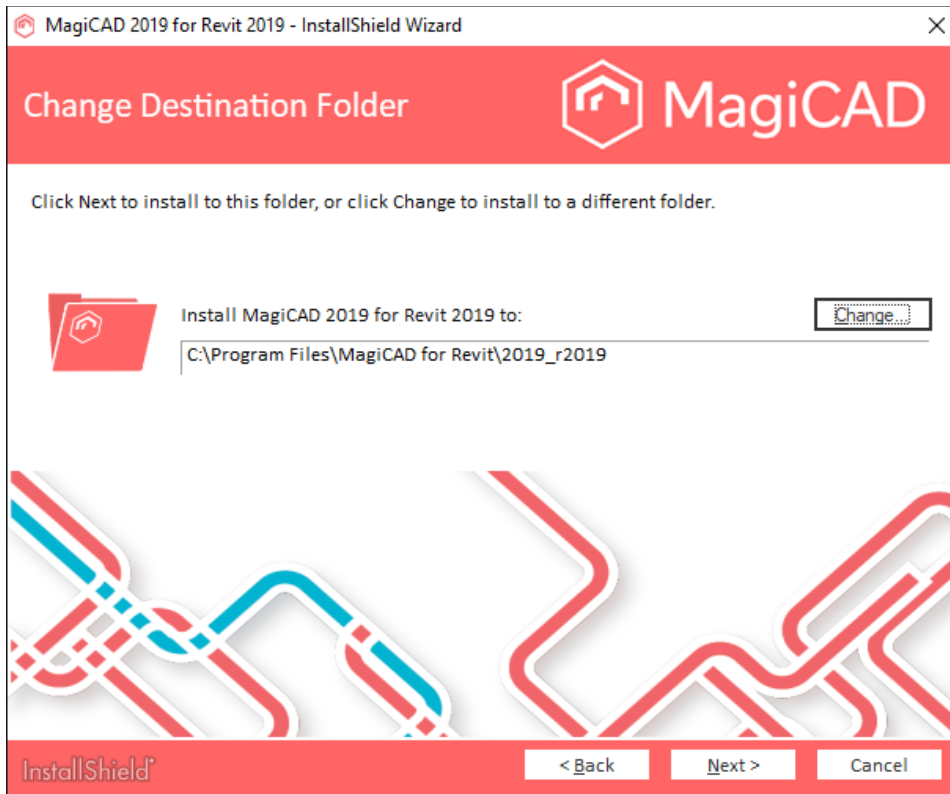 MagiCAD 2019 for Revit 2019 - InstallShield Wizard
Change Destination Folder
MagiCAD
Click Next to install to this folder, or click Change to install to a different folder.
Install MagiCAD 2019 for Revit 2019 to:
Change...
C:\Program Files\MagiCAD for Revit\2019_r2019
InstallShield
< Back
Next >
Cancel